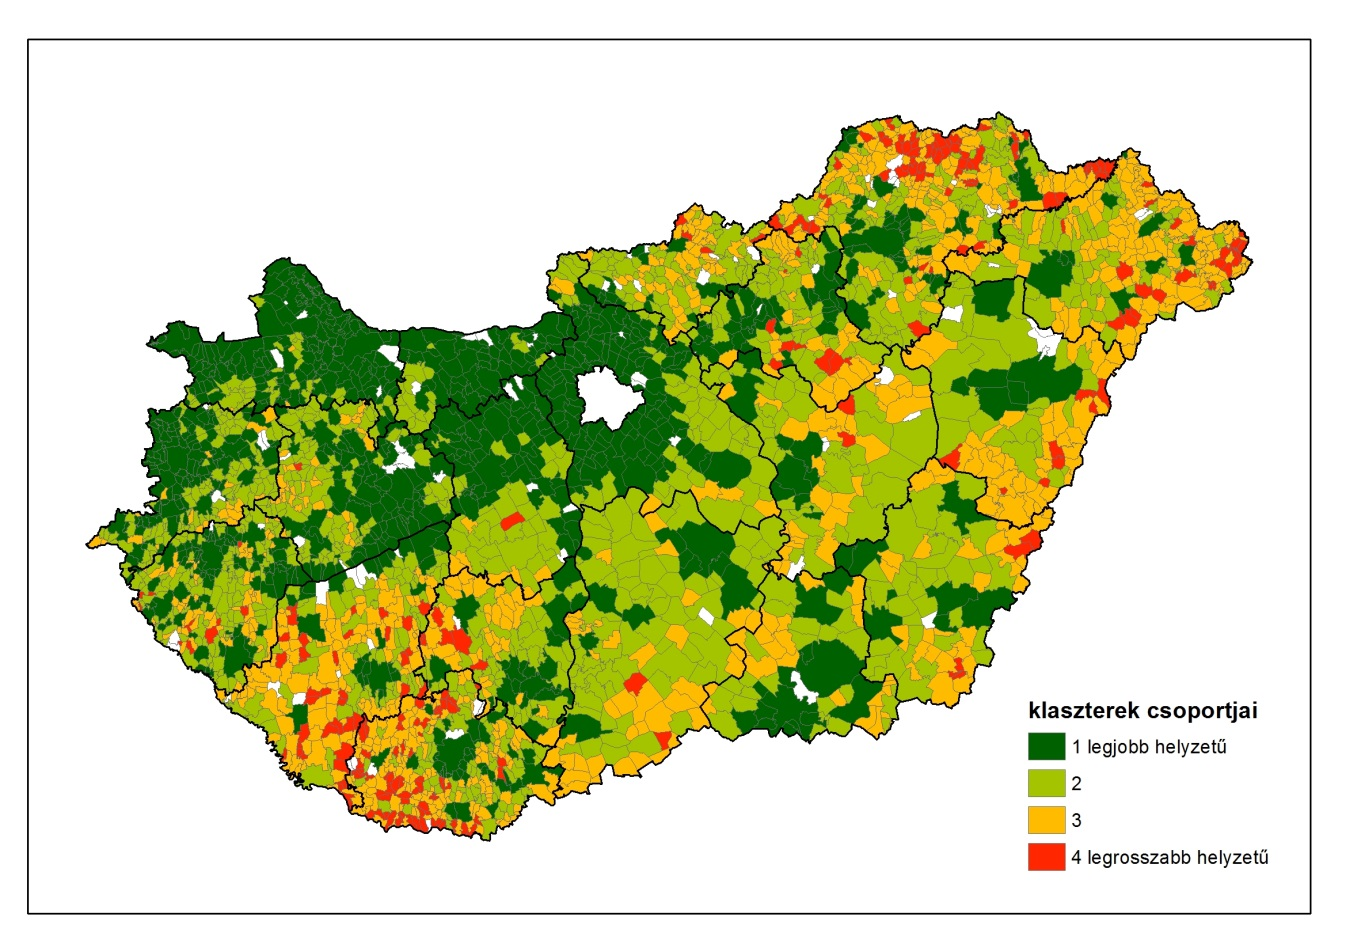 klaszterek csoportjai
1 legjobb helyzetű
2
3
4 legrosszabb helyzetű